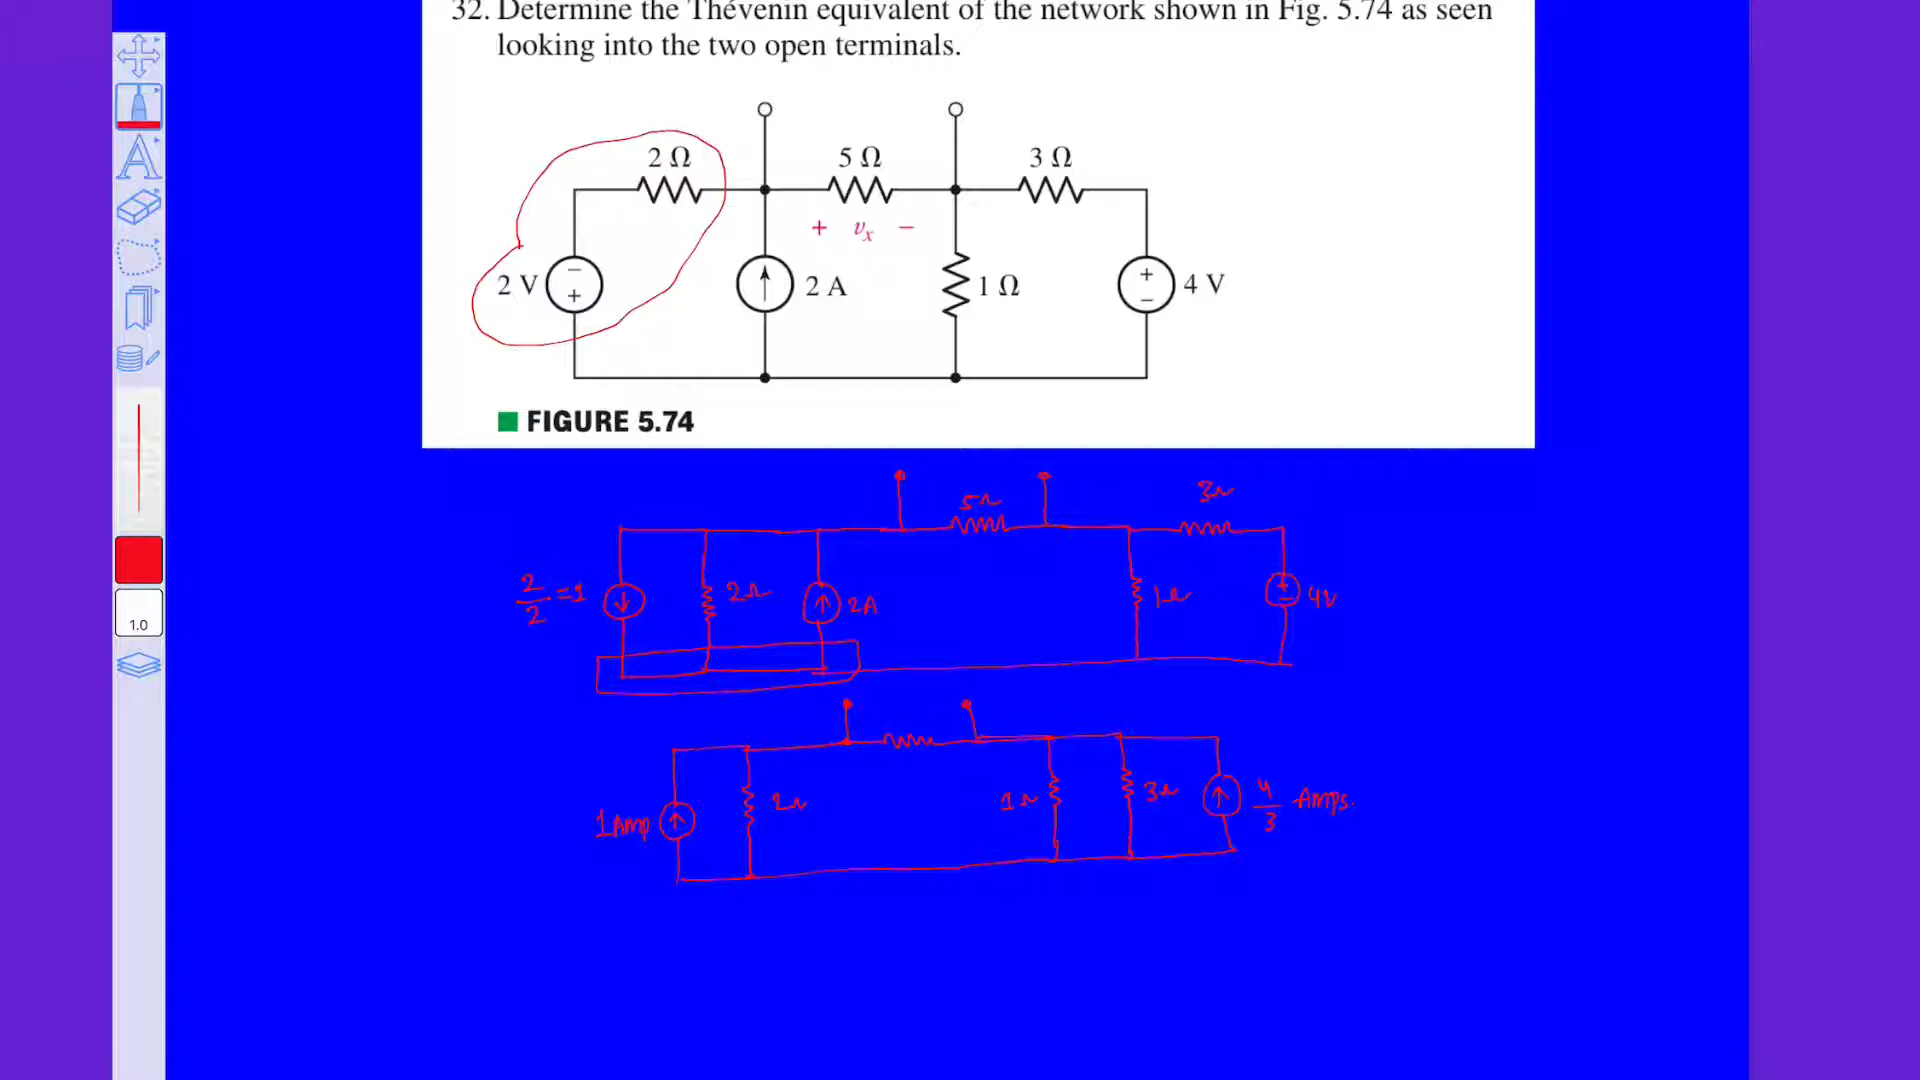 32. Determine the Thévenin equivalent of the network shown in Fig. 5.74 as seen
looking into the two open terminals.
2 Ω
5 Ω
3 Ω
+ vx −
2 V
−
+
2 A
1 Ω
+
−
4 V
FIGURE 5.74
A
1.0
5Ω
3Ω
2/2 = 1
2Ω
2A
1Ω
+
−
4V
1Amp
2Ω
1Ω
3Ω
4/3 Amps.